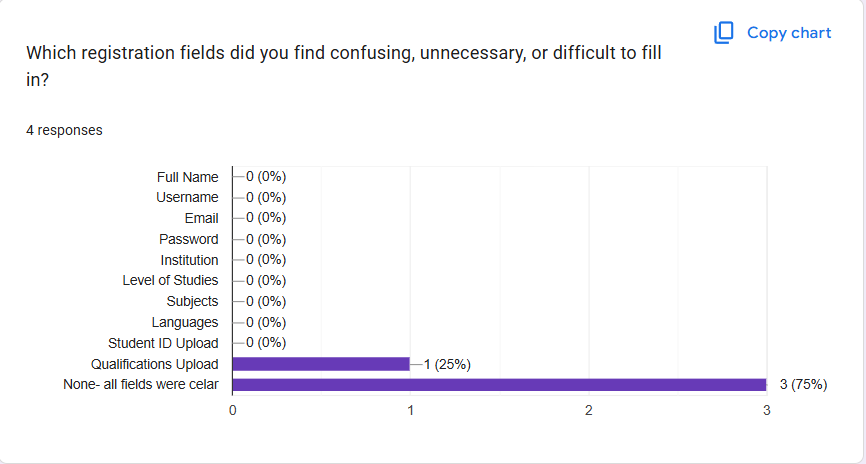 Copy chart
Which registration fields did you find confusing, unnecessary, or difficult to fill
in?
4 responses
Full Name 0 (0%)
Username 0 (0%)
Email 0 (0%)
Password 0 (0%)
Institution 0 (0%)
Level of Studies 0 (0%)
Subjects 0 (0%)
Languages 0 (0%)
Student ID Upload 0 (0%)
Qualifications Upload 1 (25%)
None- all fields were celar 3 (75%)
0 1 2 3